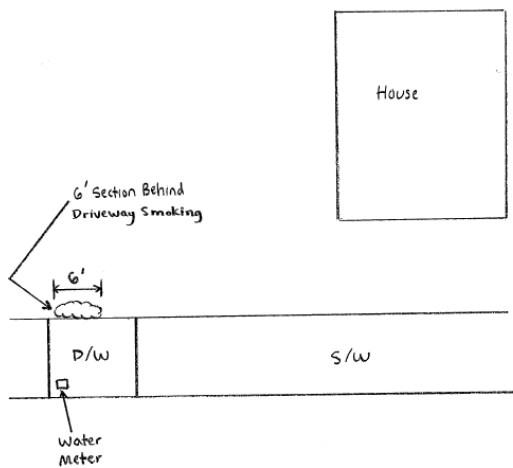 House
6' Section Behind
Driveway Smoking
6'
D/W
S/W
Water
Meter